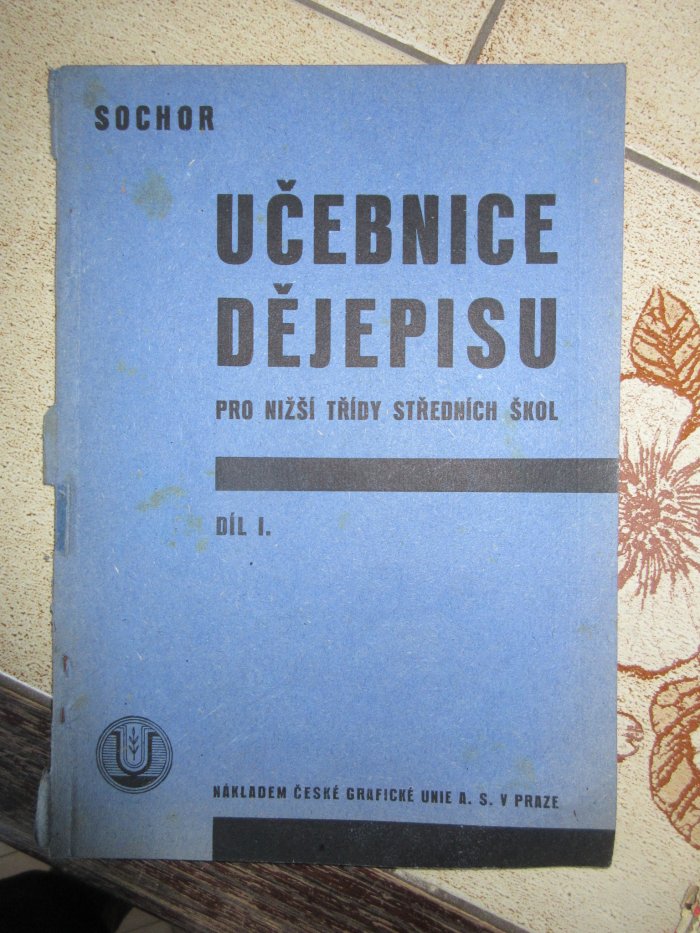 SOCHOR
UČEBNICE
DĚJEPISU
PRO NIŽŠÍ TŘÍDY STŘEDNÍCH ŠKOL
DÍL I.
U
NÁKLADEM ČESKÉ GRAFICKÉ UNIE A. S. V PRAZE